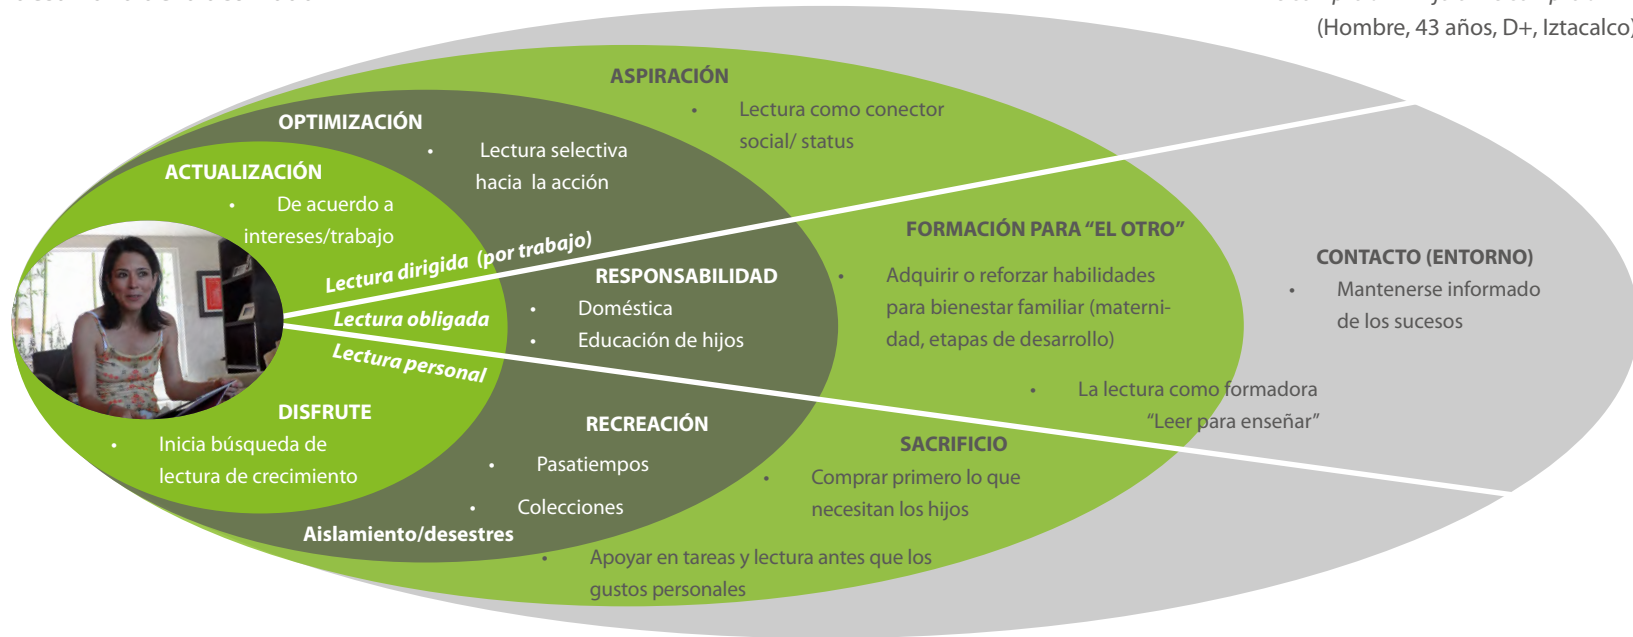 (Hombre, 43 años, D+, Iztacalco)
ASPIRACIÓN
• Lectura como conector
social/ status
OPTIMIZACIÓN
• Lectura selectiva
hacia la acción
ACTUALIZACIÓN
• De acuerdo a
intereses/trabajo
Lectura dirigida (por trabajo)
Lectura obligada
Lectura personal
RESPONSABILIDAD
• Doméstica
• Educación de hijos
FORMACIÓN PARA “EL OTRO”
• Adquirir o reforzar habilidades
para bienestar familiar (materni-
dad, etapas de desarrollo)
• La lectura como formadora
“Leer para enseñar”
CONTACTO (ENTORNO)
• Mantenerse informado
de los sucesos
DISFRUTE
• Inicia búsqueda de
lectura de crecimiento
RECREACIÓN
• Pasatiempos
• Colecciones
Aislamiento/desestres
SACRIFICIO
• Comprar primero lo que
necesitan los hijos
• Apoyar en tareas y lectura antes que los
gustos personales